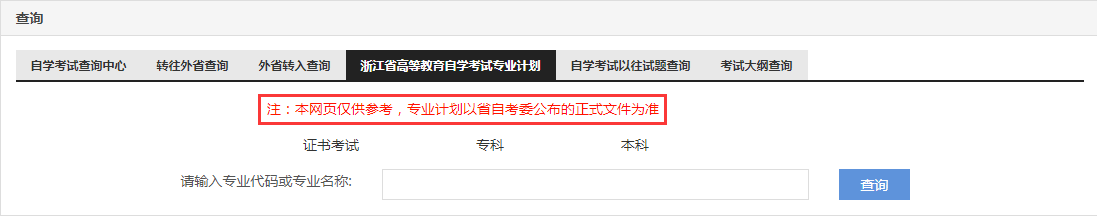 查询
自学考试查询中心 转往外省查询 外省转入查询 浙江省高等教育自学考试专业计划 自学考试以往试题查询 考试大纲查询
注：本网页仅供参考，专业计划以省自考委公布的正式文件为准
证书考试 专科 本科
请输入专业代码或专业名称: 查询